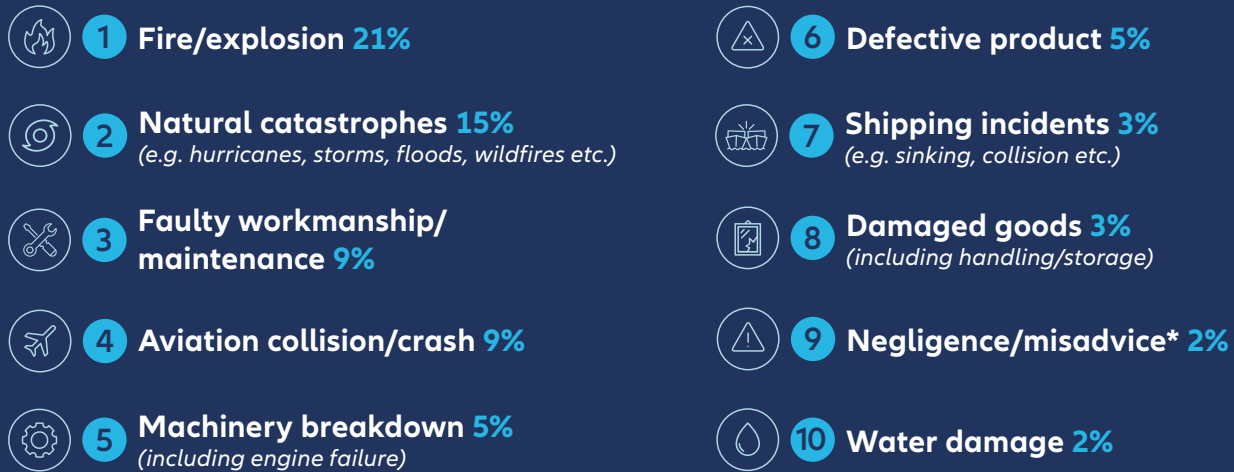 1 Fire/explosion 21%
2 Natural catastrophes 15%
(e.g. hurricanes, storms, floods, wildfires etc.)
3 Faulty workmanship/
maintenance 9%
4 Aviation collision/crash 9%
5 Machinery breakdown 5%
(including engine failure)
6 Defective product 5%
7 Shipping incidents 3%
(e.g. sinking, collision etc.)
8 Damaged goods 3%
(including handling/storage)
9 Negligence/misadvice* 2%
10 Water damage 2%